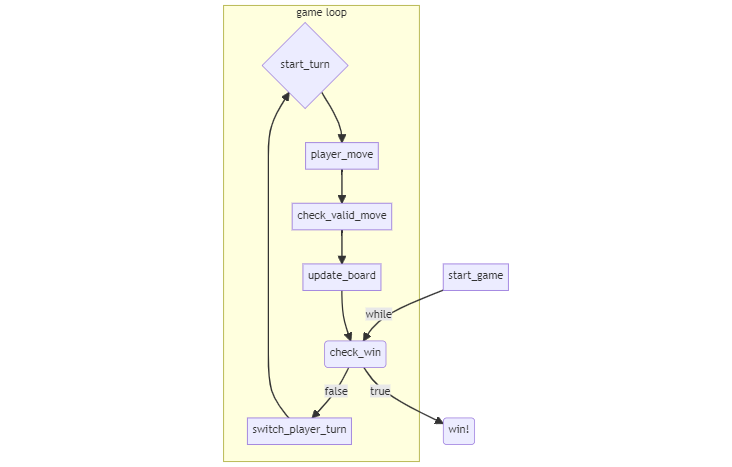 game loop
start_turn
player_move
check_valid_move
update_board
start_game
while
check_win
false
true
switch_player_turn
win!